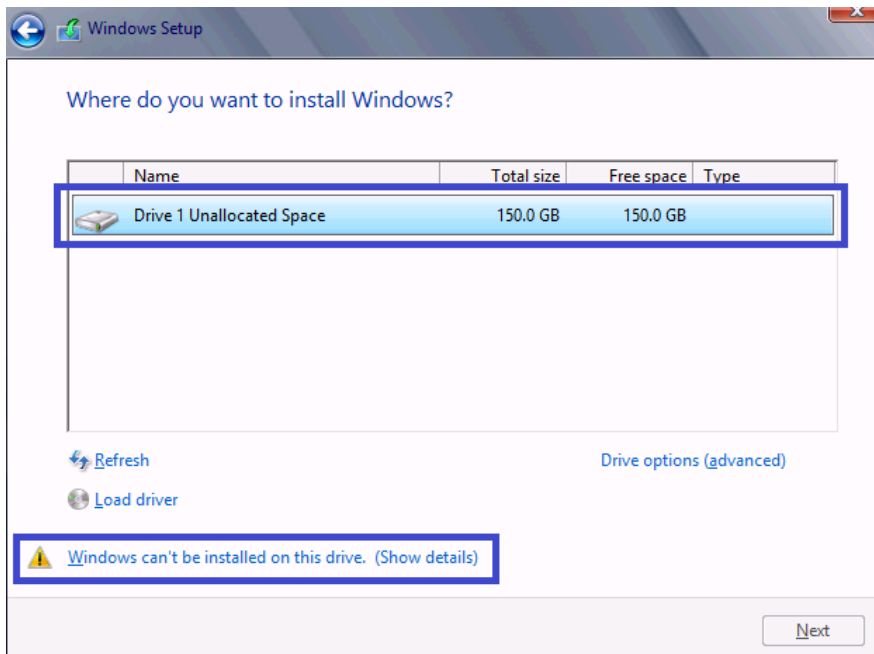 Windows Setup
Where do you want to install Windows?
Name Total size Free space Type
Drive 1 Unallocated Space 150.0 GB 150.0 GB
Refresh Drive options (advanced)
Load driver
Windows can't be installed on this drive. (Show details)
Next